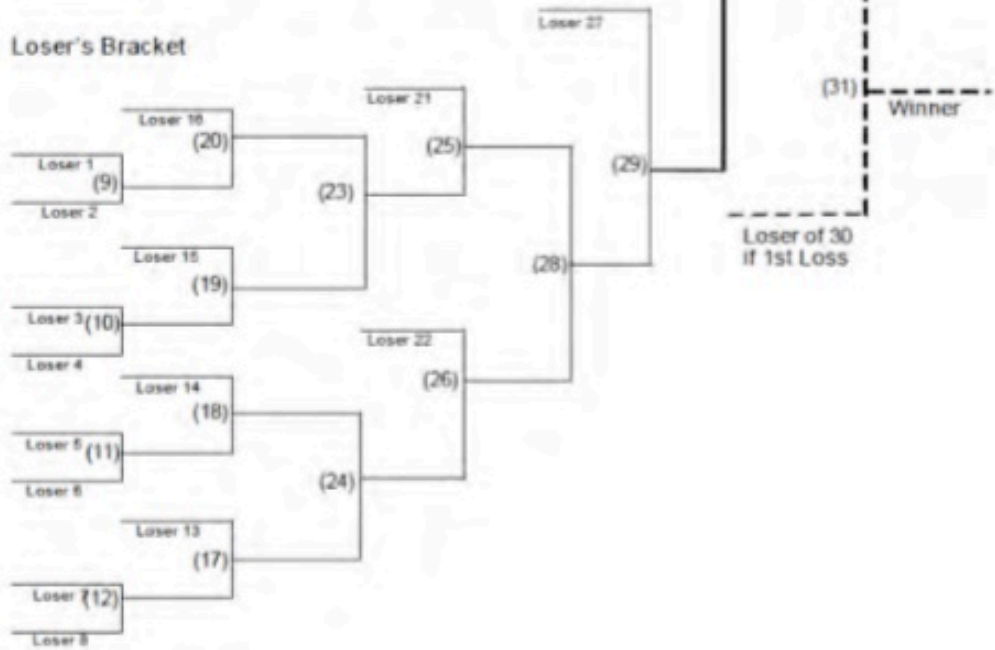 Loser 27
Loser's Bracket
Loser 21
(31)
Winner
Loser 16
(20)
(25)
Loser 1
(9)
(29)
(23)
Loser 2
Loser of 30
if 1st Loss
Loser 15
(28)
(19)
Loser 3 (10)
Loser 22
Loser 4
(26)
Loser 14
(18)
Loser 5 (11)
(24)
Loser 6
Loser 13
(17)
Loser 7 (12)
Loser 8